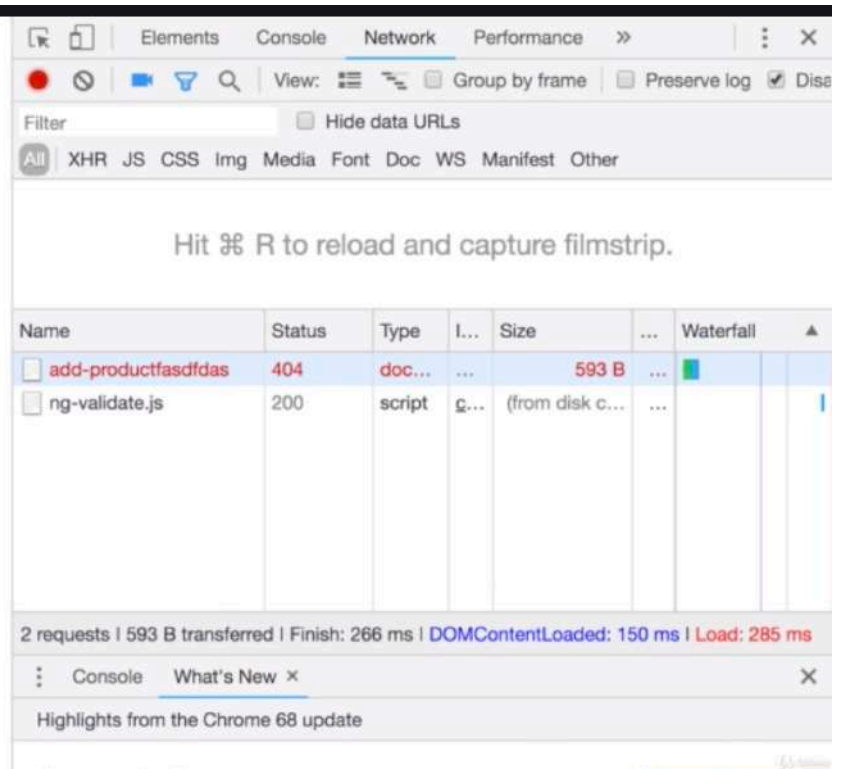 Elements Console Network Performance »
View: Group by frame Preserve log Disa
Filter Hide data URLs
All XHR JS CSS Img Media Font Doc WS Manifest Other
Hit ⌘ R to reload and capture filmstrip.
Name Status Type I... Size ... Waterfall
add-productfasdfdas 404 doc... ... 593 B ...
ng-validate.js 200 script c... (from disk c... ...
2 requests | 593 B transferred | Finish: 266 ms | DOMContentLoaded: 150 ms | Load: 285 ms
Console What's New ×
Highlights from the Chrome 68 update